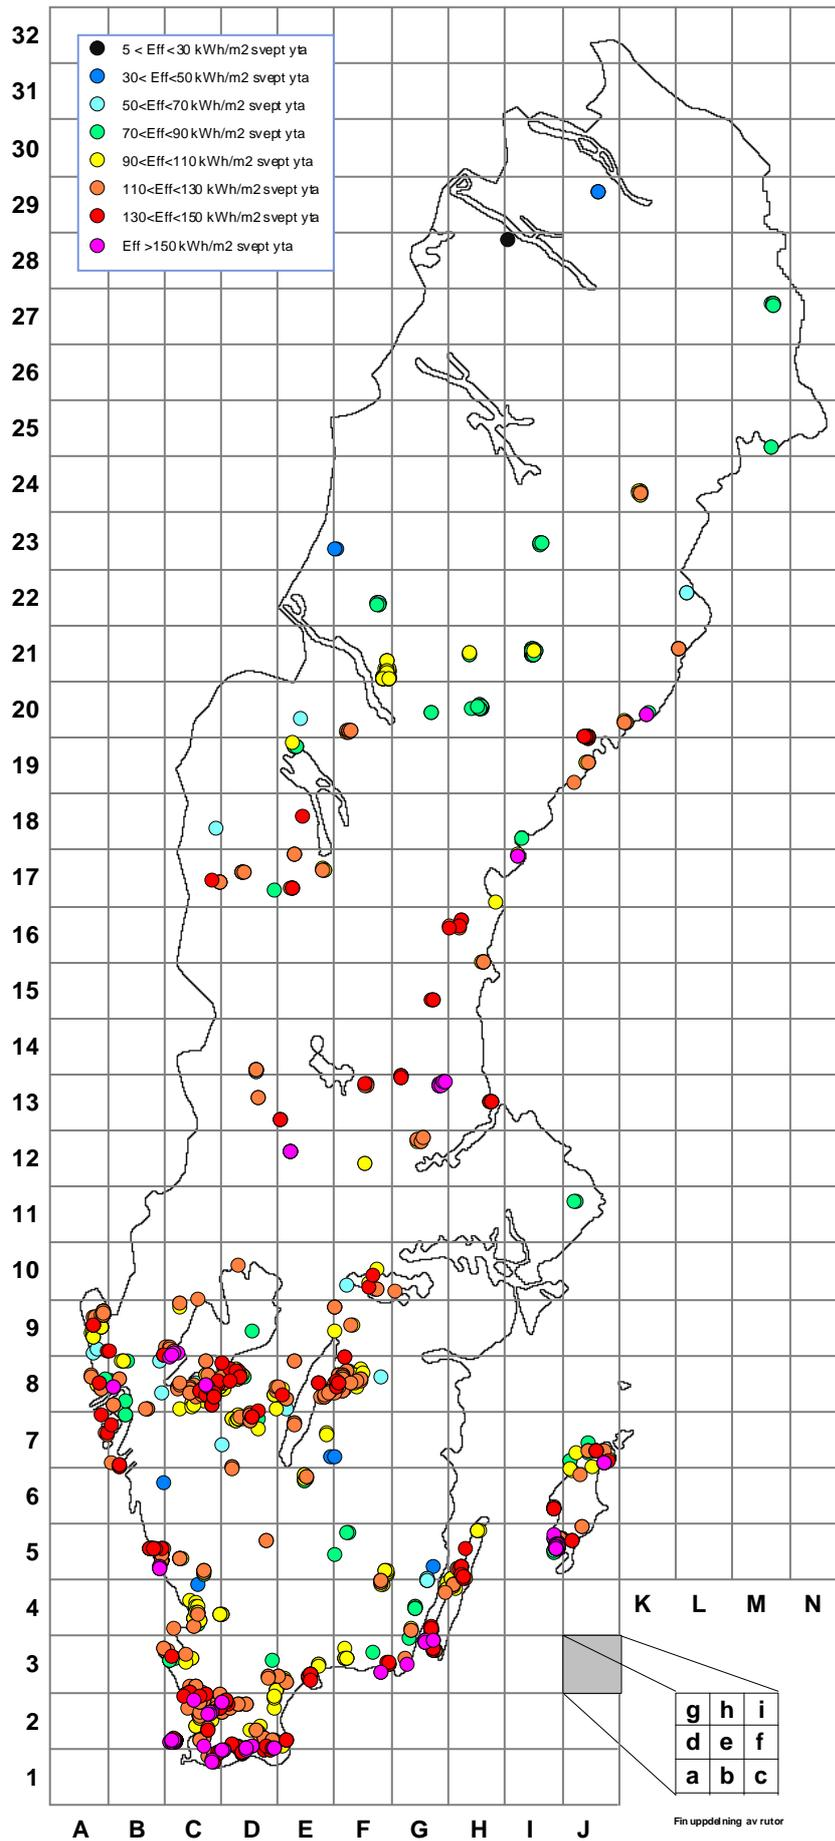 32
5 < Eff<30 kWh/m2 svept yta
30< Eff<50 kWh/m2 svept yta
31
50<Eff<70 kWh/m2 svept yta
70<Eff<90 kWh/m2 svept yta
30
90<Eff<110 kWh/m2 svept yta
110<Eff<130 kWh/m2 svept yta
29
130<Eff<150 kWh/m2 svept yta
Eff >150 kWh/m2 svept yta
28
27
26
25
24
23
22
21
20
19
18
17
16
15
14
13
12
11
10
9
8
7
6
5
4
K L M N
3
2
g h i
d e f
1
a b c
A B C D E F G H I J
Fin uppdelning av rutor